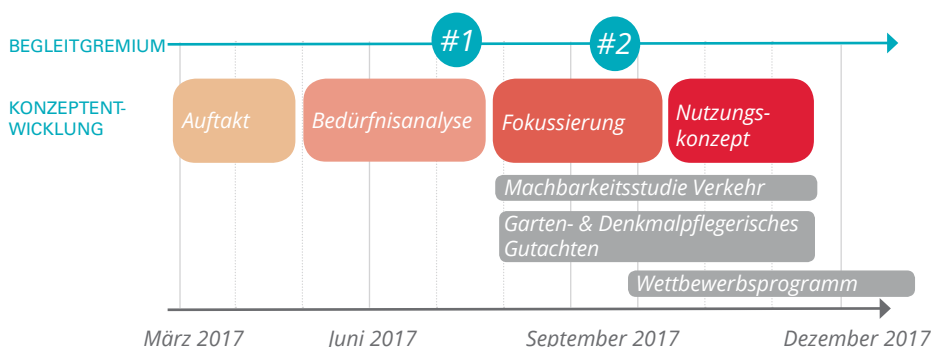 BEGLEITGREMIUM
#1
#2
KONZEPTENT-
WICKLUNG
Auftakt
Bedürfnisanalyse
Fokussierung
Nutzungs-
konzept
Machbarkeitsstudie Verkehr
Garten- & Denkmalpflegerisches
Gutachten
Wettbewerbsprogramm
März 2017
Juni 2017
September 2017
Dezember 2017